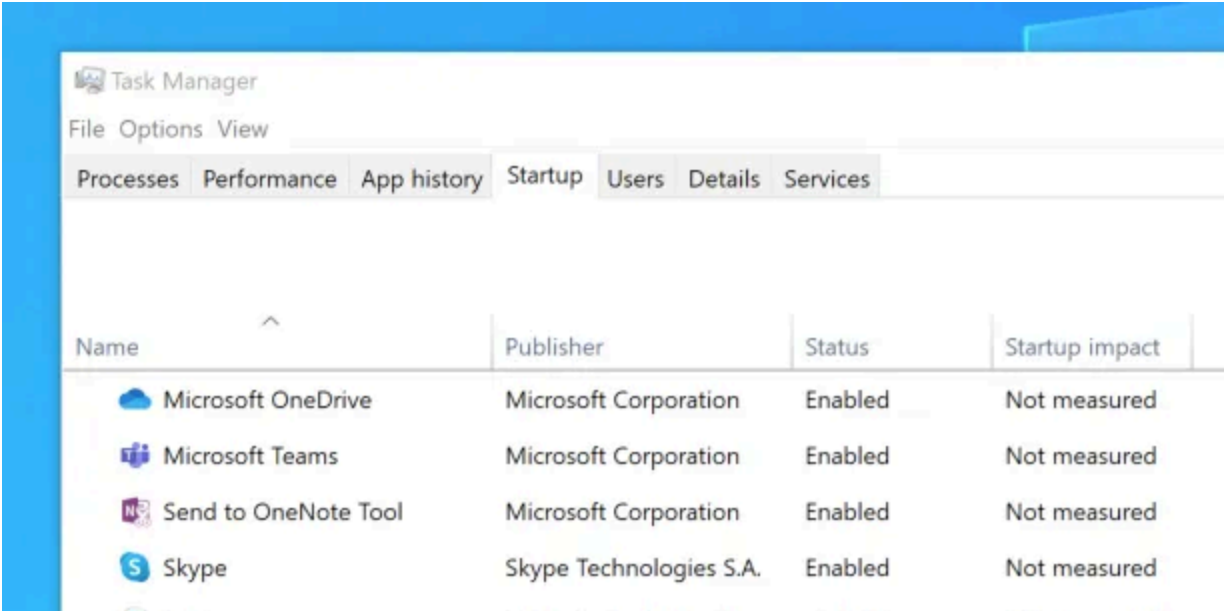 Task Manager
File Options View
Processes Performance App history Startup Users Details Services
Name Publisher Status Startup impact
Microsoft OneDrive Microsoft Corporation Enabled Not measured
Microsoft Teams Microsoft Corporation Enabled Not measured
Send to OneNote Tool Microsoft Corporation Enabled Not measured
Skype Skype Technologies S.A. Enabled Not measured